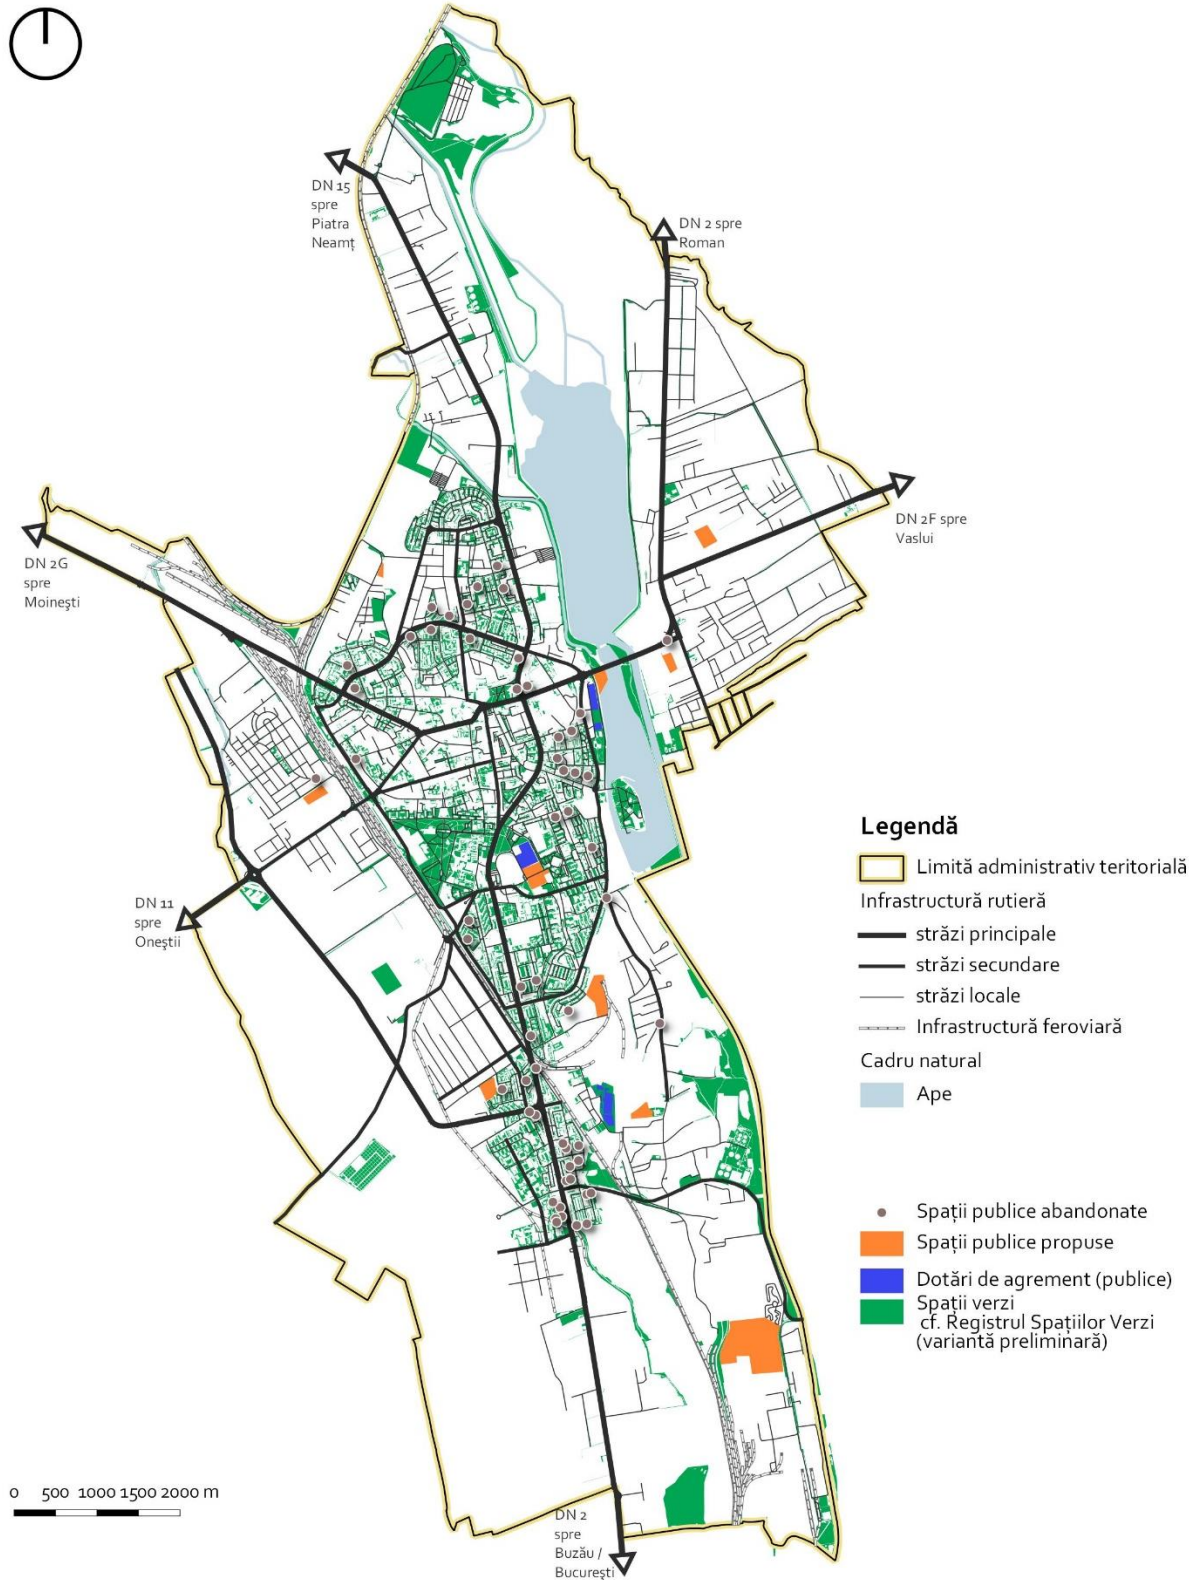 DN 15
spre
Piatra
Neamț
DN 2 spre
Roman
DN 2F spre
Vaslui
DN 2G
spre
Moinești
DN 11
spre
Oneștii
Legendă
Limită administrativ teritorială
Infrastructură rutieră
străzi principale
străzi secundare
străzi locale
Infrastructură feroviară
Cadru natural
Ape
Spații publice abandonate
Spații publice propuse
Dotări de agrement (publice)
Spații verzi
cf. Registrul Spațiilor Verzi
(variantă preliminară)
0 500 1000 1500 2000 m
DN 2
spre
Buzău /
București